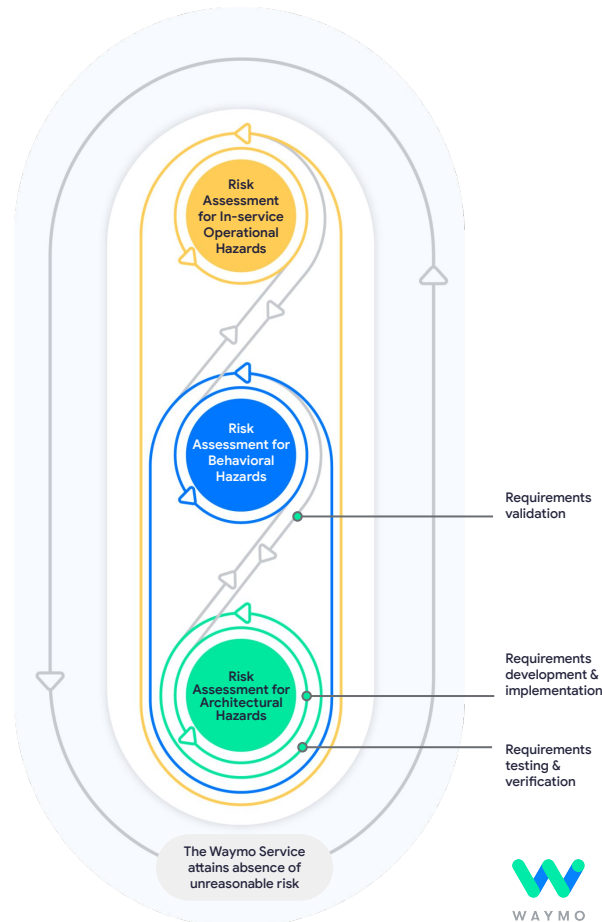 Risk
Assessment
for In-service
Operational
Hazards
Risk
Assessment for
Behavioral
Hazards
Requirements
validation
Risk
Assessment for
Architectural
Hazards
Requirements
development &
implementation
Requirements
testing &
verification
The Waymo Service
attains absence of
unreasonable risk
WAYMO